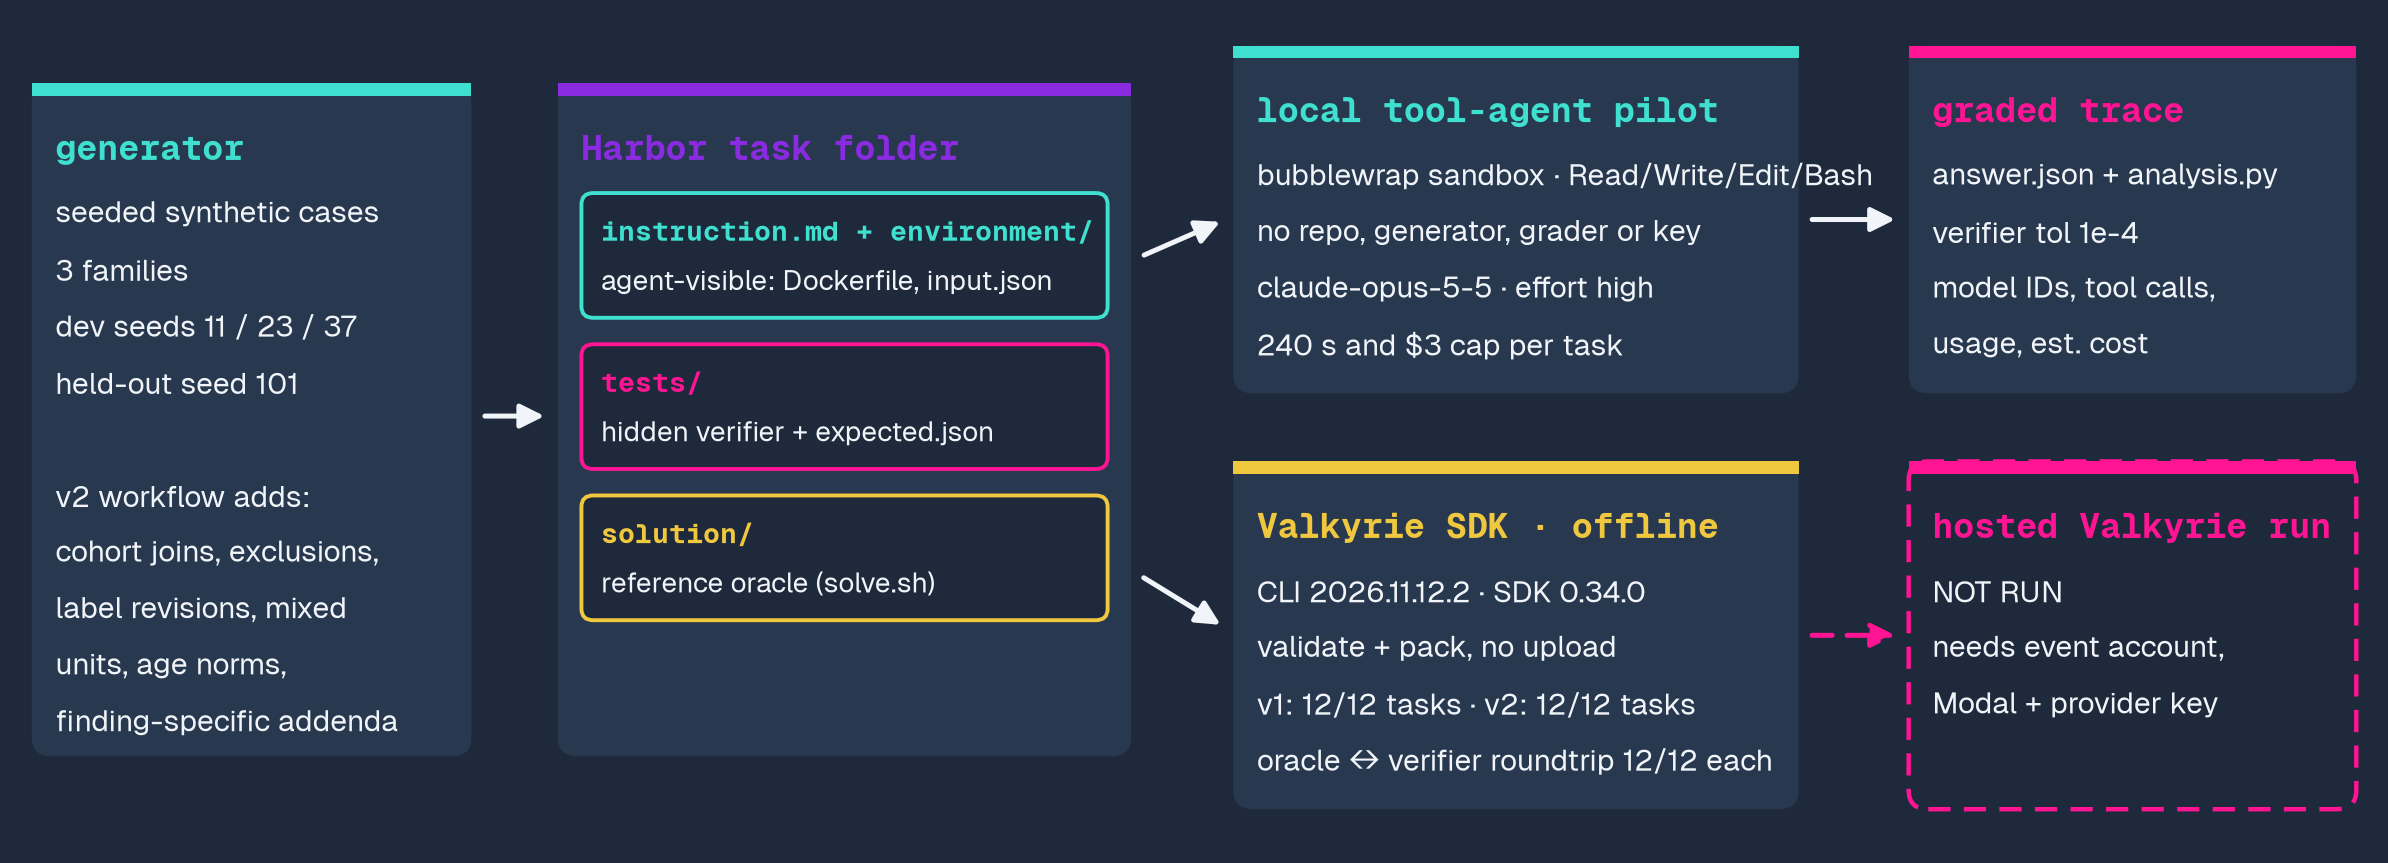 generator
seeded synthetic cases
3 families
dev seeds 11 / 23 / 37
held-out seed 101
v2 workflow adds:
cohort joins, exclusions,
label revisions, mixed
units, age norms,
finding-specific addenda
Harbor task folder
instruction.md + environment/
agent-visible: Dockerfile, input.json
tests/
hidden verifier + expected.json
solution/
reference oracle (solve.sh)
local tool-agent pilot
bubblewrap sandbox · Read/Write/Edit/Bash
no repo, generator, grader or key
claude-opus-5-5 · effort high
240 s and $3 cap per task
graded trace
answer.json + analysis.py
verifier tol 1e-4
model IDs, tool calls,
usage, est. cost
Valkyrie SDK · offline
CLI 2026.11.12.2 · SDK 0.34.0
validate + pack, no upload
v1: 12/12 tasks · v2: 12/12 tasks
oracle ↔ verifier roundtrip 12/12 each
hosted Valkyrie run
NOT RUN
needs event account,
Modal + provider key